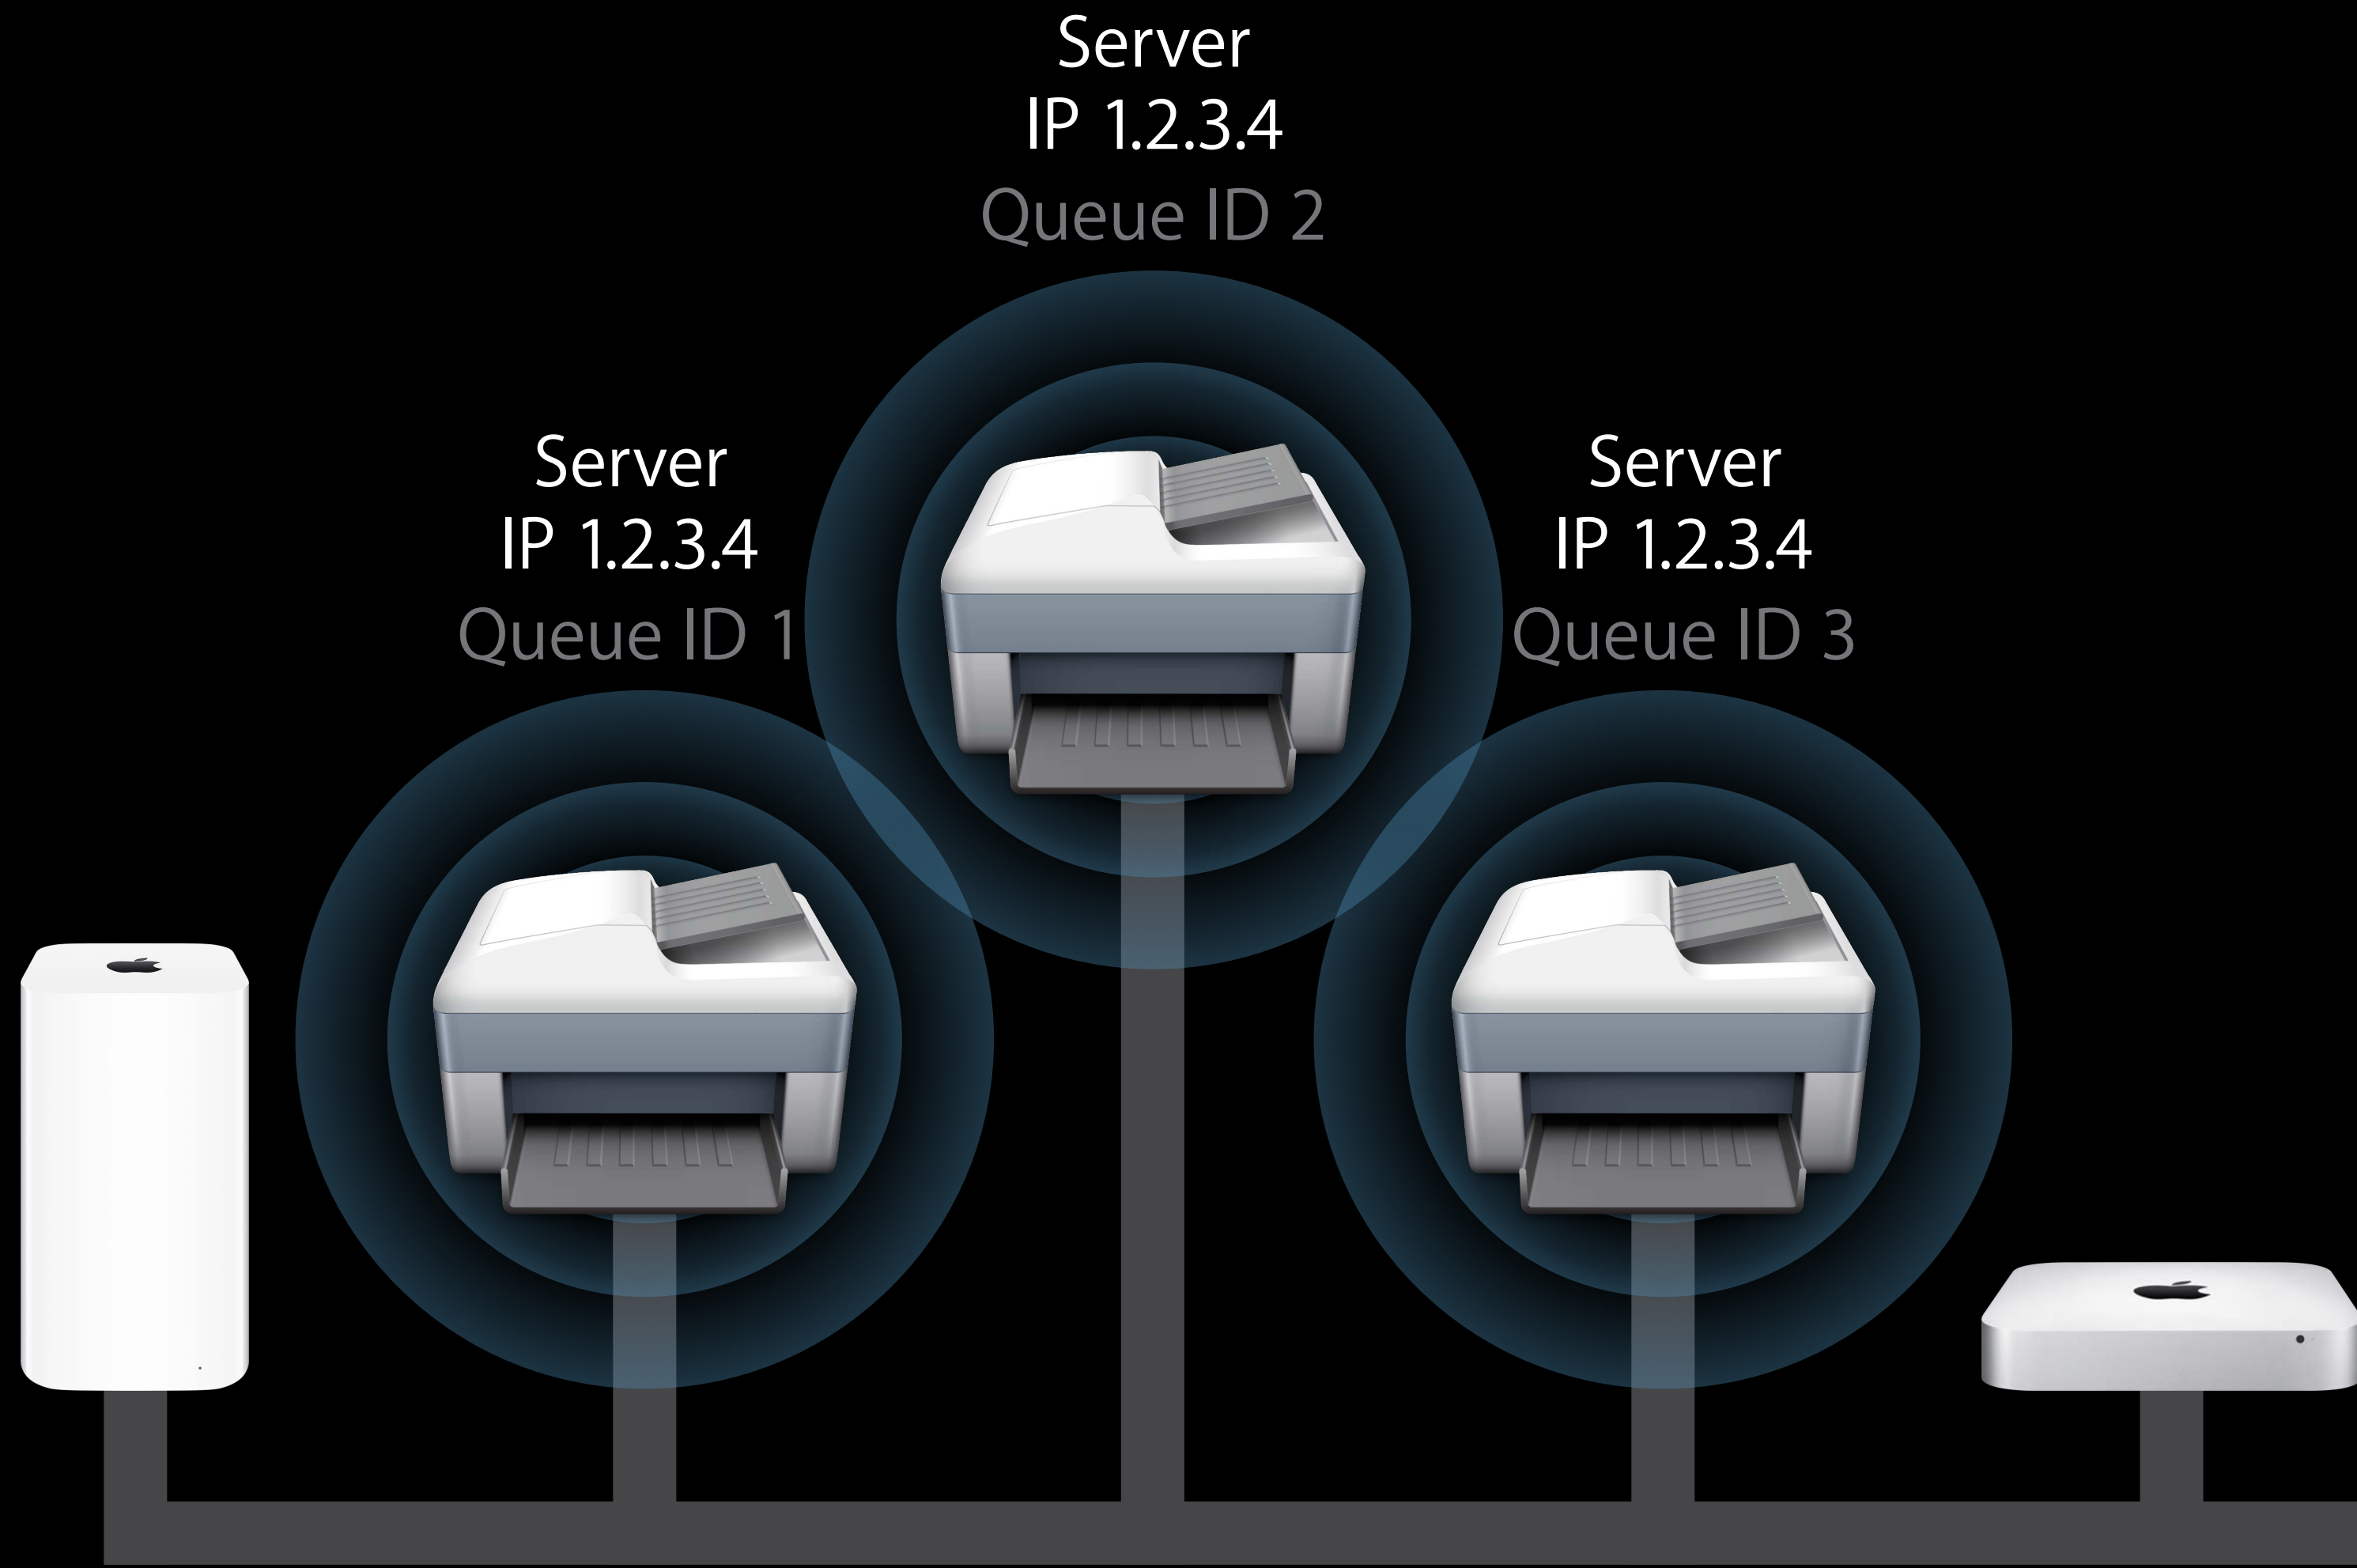 Server
IP 1.2.3.4
Queue ID 2
Server
IP 1.2.3.4
Queue ID 1
Server
IP 1.2.3.4
Queue ID 3